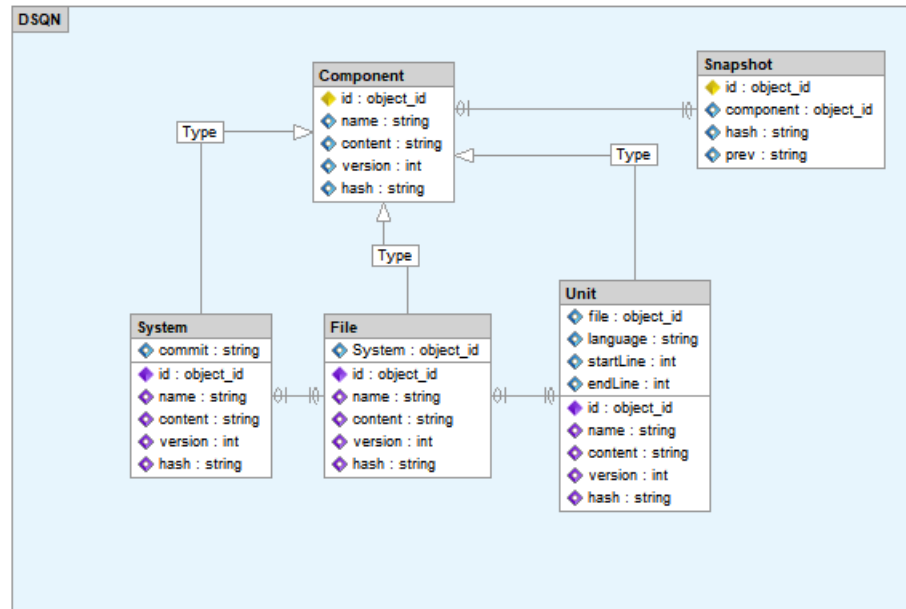 DSQN
Component
id : object_id
name : string
content : string
version : int
hash : string
Snapshot
id : object_id
component : object_id
hash : string
prev : string
Type
Type
Type
System
commit : string
id : object_id
name : string
content : string
version : int
hash : string
File
System : object_id
id : object_id
name : string
content : string
version : int
hash : string
Unit
file : object_id
language : string
startLine : int
endLine : int
id : object_id
name : string
content : string
version : int
hash : string